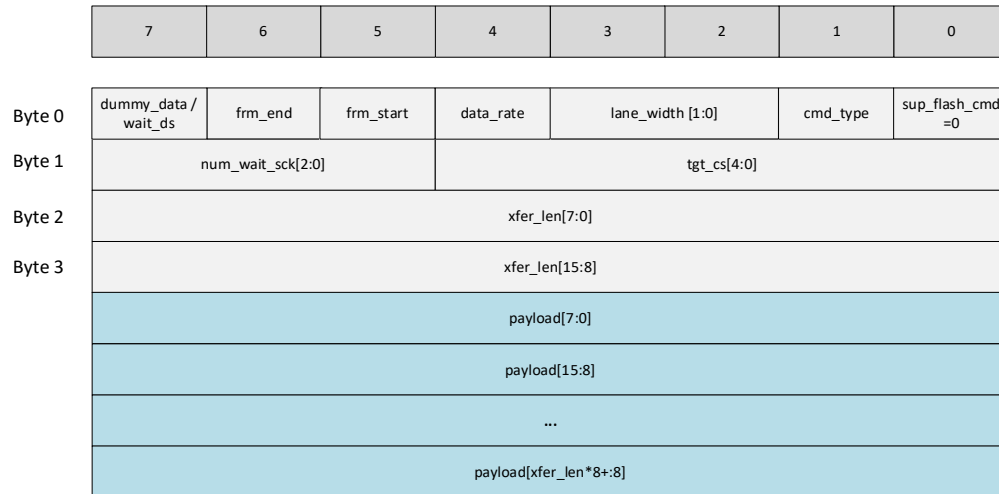 7 6 5 4 3 2 1 0
Byte 0 dummy_data / wait_ds frm_end frm_start data_rate lane_width [1:0] cmd_type sup_flash_cmd =0
Byte 1 num_wait_sck[2:0] tgt_cs[4:0]
Byte 2 xfer_len[7:0]
Byte 3 xfer_len[15:8]
payload[7:0]
payload[15:8]
...
payload[xfer_len*8+:8]